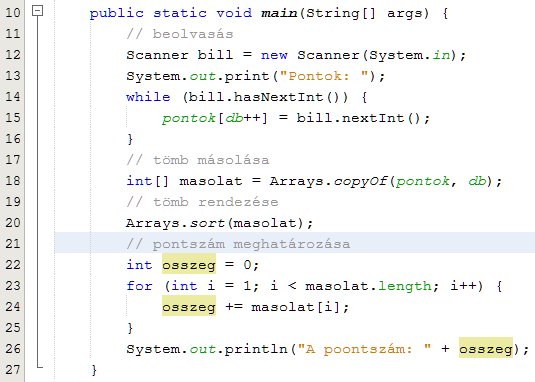 10 public static void main(String[] args) {
11 // beolvasás
12 Scanner bill = new Scanner(System.in);
13 System.out.print("Pontok: ");
14 while (bill.hasNextInt()) {
15 pontok[db++] = bill.nextInt();
16 }
17 // tömb másolása
18 int[] masolat = Arrays.copyOf(pontok, db);
19 // tömb rendezése
20 Arrays.sort(masolat);
21 // pontszám meghatározása
22 int osszeg = 0;
23 for (int i = 1; i < masolat.length; i++) {
24 osszeg += masolat[i];
25 }
26 System.out.println("A poontszám: " + osszeg);
27 }